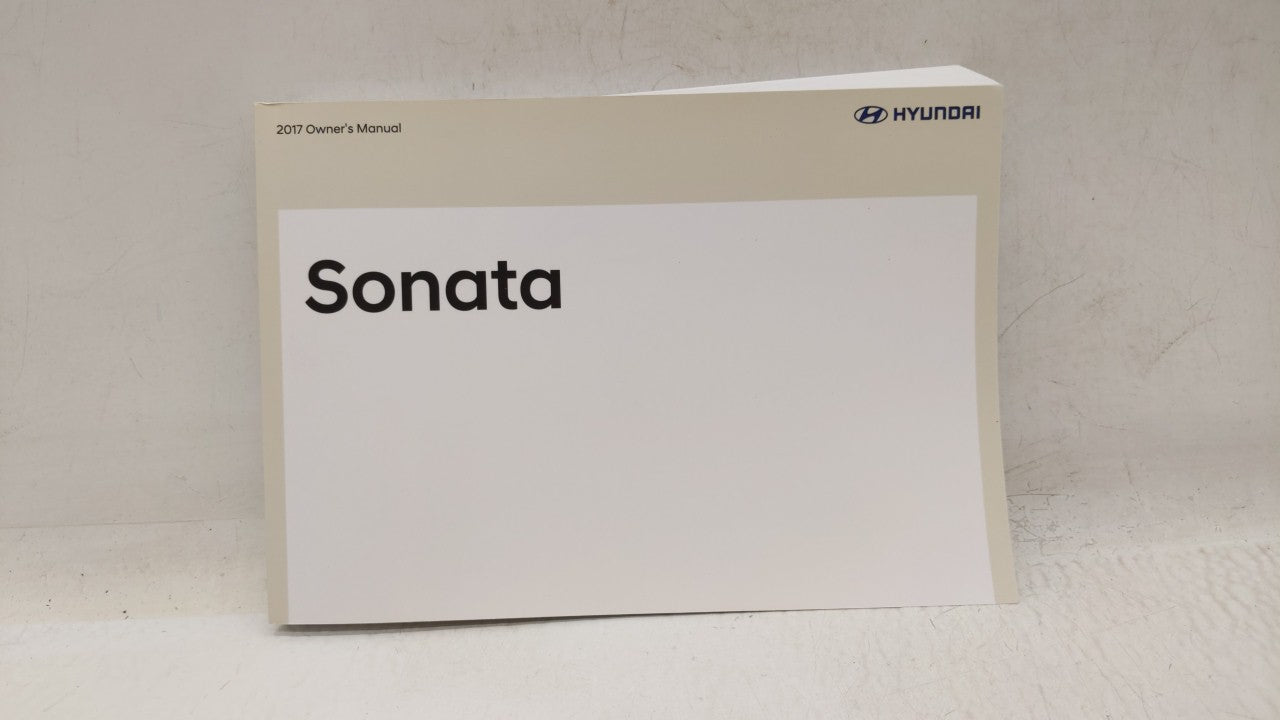 2017 Owner's Manual
HYUNDAI
Sonata